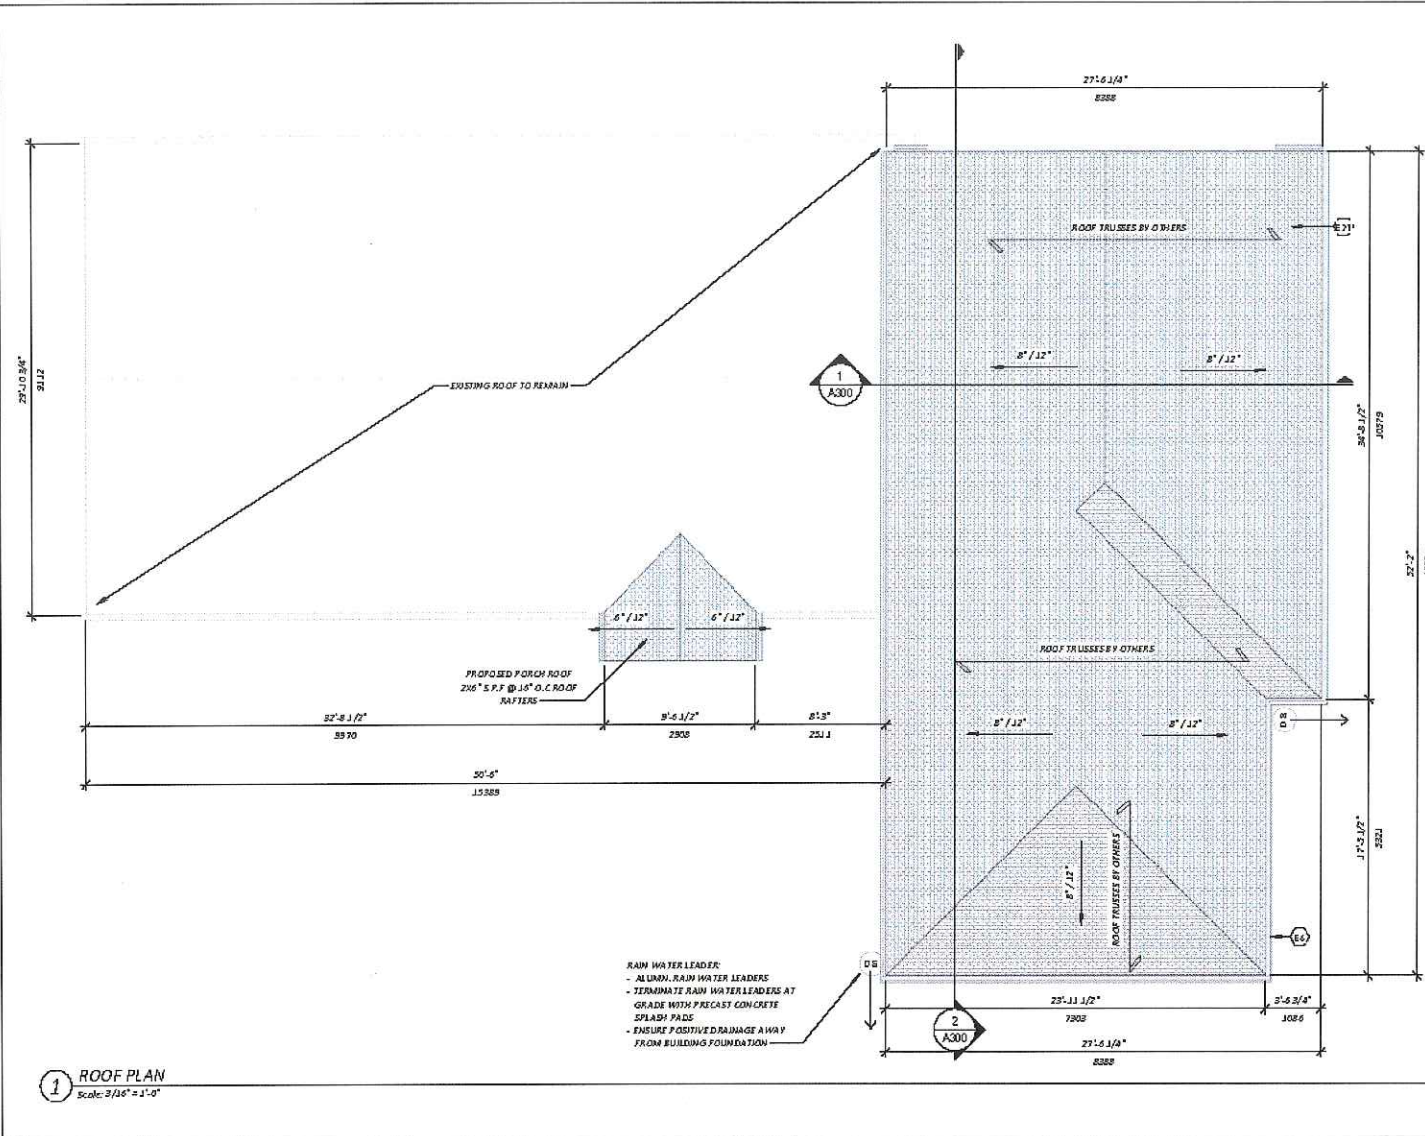 27'-6 1/4"
8388
ROOF TRUSSES BY OTHERS
E21
29'-10 3/4"
9112
8" / 12"
8" / 12"
EXISTING ROOF TO REMAIN
1
A300
34'-8 1/2"
10579
52'-2"
6" / 12"
6" / 12"
PROPOSED PORCH ROOF
2X6" S.P.F @ 16" O.C ROOF
RAFTERS
ROOF TRUSSES BY OTHERS
32'-8 1/2"
9970
9'-6 1/2"
2908
8'-3"
2511
8" / 12"
8" / 12"
DS
50'-6"
15389
17'-5 1/2"
5321
8" / 12"
ROOF TRUSSES BY OTHERS
E6
DS
RAIN WATER LEADER:
- ALUMN. RAIN WATER LEADERS
- TERMINATE RAIN WATER LEADERS AT
GRADE WITH PRECAST CONCRETE
SPLASH PADS
- ENSURE POSITIVE DRAINAGE AWAY
FROM BUILDING FOUNDATION
23'-11 1/2"
7303
3'-6 3/4"
1086
2
A300
27'-6 1/4"
8388
1
ROOF PLAN
Scale: 3/16" = 1'-0"